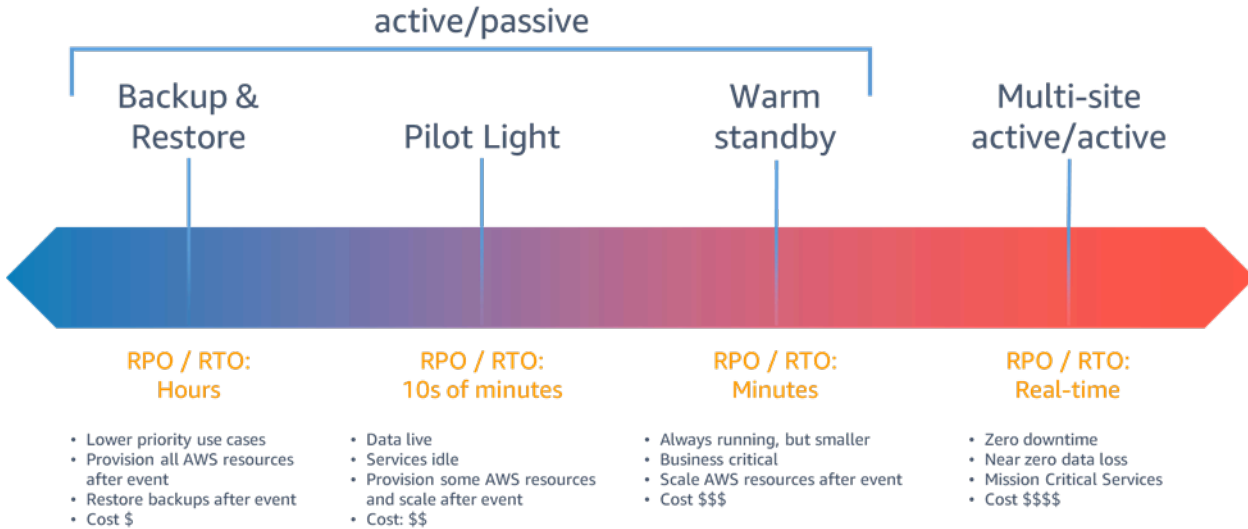 active/passive
Backup &
Restore
Pilot Light
Warm
standby
Multi-site
active/active
RPO / RTO:
Hours
RPO / RTO:
10s of minutes
RPO / RTO:
Minutes
RPO / RTO:
Real-time
• Lower priority use cases
• Provision all AWS resources
after event
• Restore backups after event
• Cost $
• Data live
• Services idle
• Provision some AWS resources
and scale after event
• Cost: $$
• Always running, but smaller
• Business critical
• Scale AWS resources after event
• Cost $$$
• Zero downtime
• Near zero data loss
• Mission Critical Services
• Cost $$$$